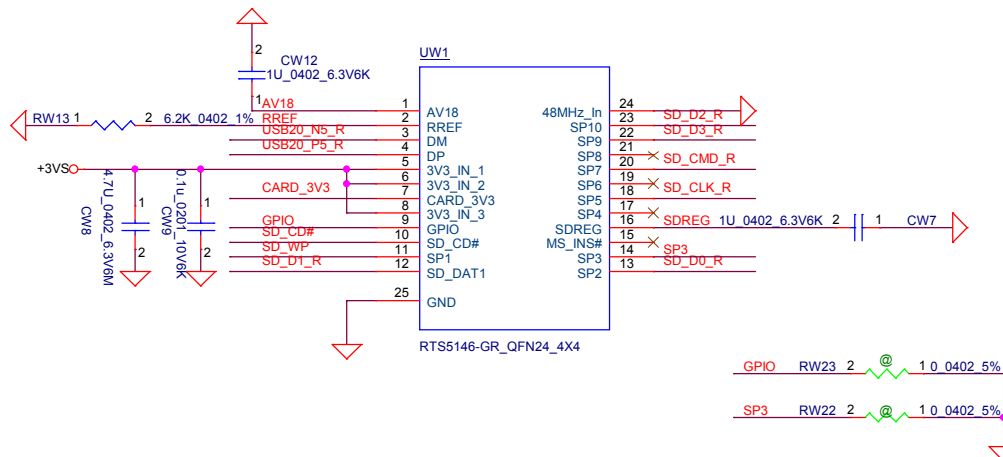 2
CW12
1U_0402_6.3V6K
1
UW1
AV18 1 AV18
RW13 1 2 6.2K_0402_1% RREF 2 RREF
USB20_N5_R 3 DM
USB20_P5_R 4 DP
+3VS 5 3V3_IN_1
6 3V3_IN_2
CARD_3V3 7 CARD_3V3
8 3V3_IN_3
GPIO 9 GPIO
SD_CD# 10 SD_CD#
SD_WP 11 SP1
SD_D1_R 12 SD_DAT1
25 GND
48MHz_In 24
SP10 23 SD_D2_R
SP9 22 SD_D3_R
SP8 21
SP7 20 SD_CMD_R
SP6 19
SP5 18 SD_CLK_R
SP4 17
SDREG 16 SDREG 1U_0402_6.3V6K 2 1 CW7
MS_INS# 15
SP3 14 SP3
SP2 13 SD_D0_R
4.7U_0402_6.3V6M
CW8
1
2
0.1u_0201_10V6K
CW9
1
2
RTS5146-GR_QFN24_4X4
GPIO RW23 2 @ 1 0_0402_5%
SP3 RW22 2 @ 1 0_0402_5%